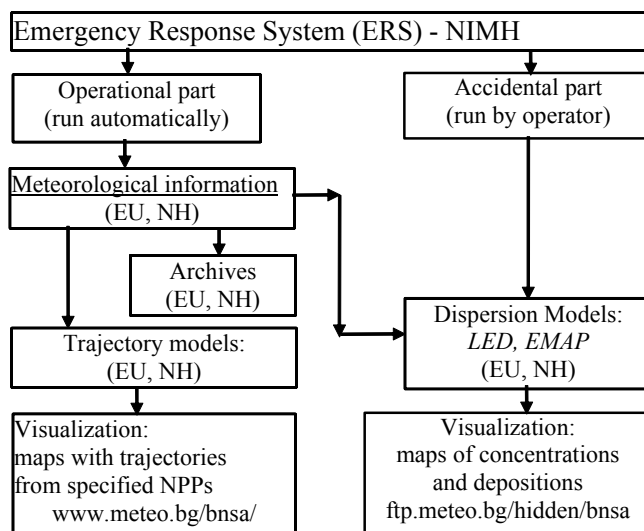 Emergency Response System (ERS) - NIMH
Operational part
(run automatically)
Accidental part
(run by operator)
Meteorological information
(EU, NH)
Archives
(EU, NH)
Dispersion Models:
LED, EMAP
(EU, NH)
Trajectory models:
(EU, NH)
Visualization:
maps with trajectories
from specified NPPs
www.meteo.bg/bnsa/
Visualization:
maps of concentrations
and depositions
ftp.meteo.bg/hidden/bnsa